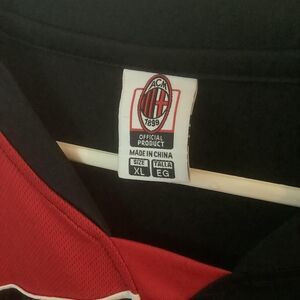 ACM
1899
OFFICIAL
PRODUCT
MADE IN CHINA
SIZE TALLA
XL EG